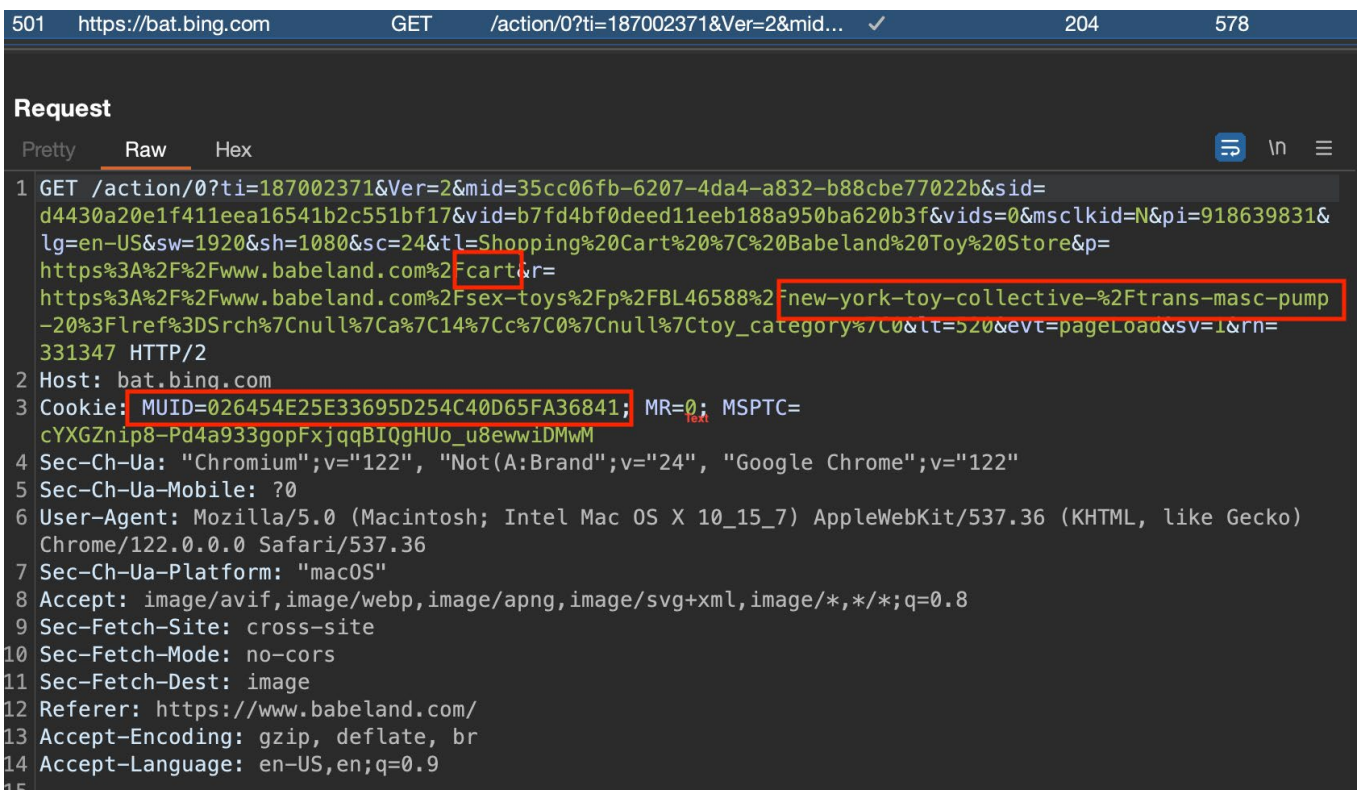 501 https://bat.bing.com GET /action/0?ti=187002371&Ver=2&mid... ✓ 204 578
Request
Pretty Raw Hex
\n
1 GET /action/0?ti=187002371&Ver=2&mid=35cc06fb-6207-4da4-a832-b88cbe77022b&sid=
d4430a20e1f411eea16541b2c551bf17&vid=b7fd4bf0deed11eeb188a950ba620b3f&vids=0&msclkid=N&pi=918639831&
lg=en-US&sw=1920&sh=1080&sc=24&tl=Shopping%20Cart%20%7C%20Babeland%20Toy%20Store&p=
https%3A%2F%2Fwww.babeland.com%2Fcart&r=
https%3A%2F%2Fwww.babeland.com%2Fsex-toys%2Fp%2FBL46588%2Fnew-york-toy-collective-%2Ftrans-masc-pump
-20%3Flref%3DSrch%7Cnull%7Ca%7C14%7Cc%7C0%7Cnull%7Ctoy_category%7C0&lt=520&evt=pageLoad&sv=1&rn=
331347 HTTP/2
2 Host: bat.bing.com
3 Cookie: MUID=026454E25E33695D254C40D65FA36841; MR=0; MSPTC=
Text
cYXGZnip8-Pd4a933gopFxjqqBIQgHUo_u8ewwiDMwM
4 Sec-Ch-Ua: "Chromium";v="122", "Not(A:Brand";v="24", "Google Chrome";v="122"
5 Sec-Ch-Ua-Mobile: ?0
6 User-Agent: Mozilla/5.0 (Macintosh; Intel Mac OS X 10_15_7) AppleWebKit/537.36 (KHTML, like Gecko)
Chrome/122.0.0.0 Safari/537.36
7 Sec-Ch-Ua-Platform: "macOS"
8 Accept: image/avif,image/webp,image/apng,image/svg+xml,image/*,*/*;q=0.8
9 Sec-Fetch-Site: cross-site
10 Sec-Fetch-Mode: no-cors
11 Sec-Fetch-Dest: image
12 Referer: https://www.babeland.com/
13 Accept-Encoding: gzip, deflate, br
14 Accept-Language: en-US,en;q=0.9
15